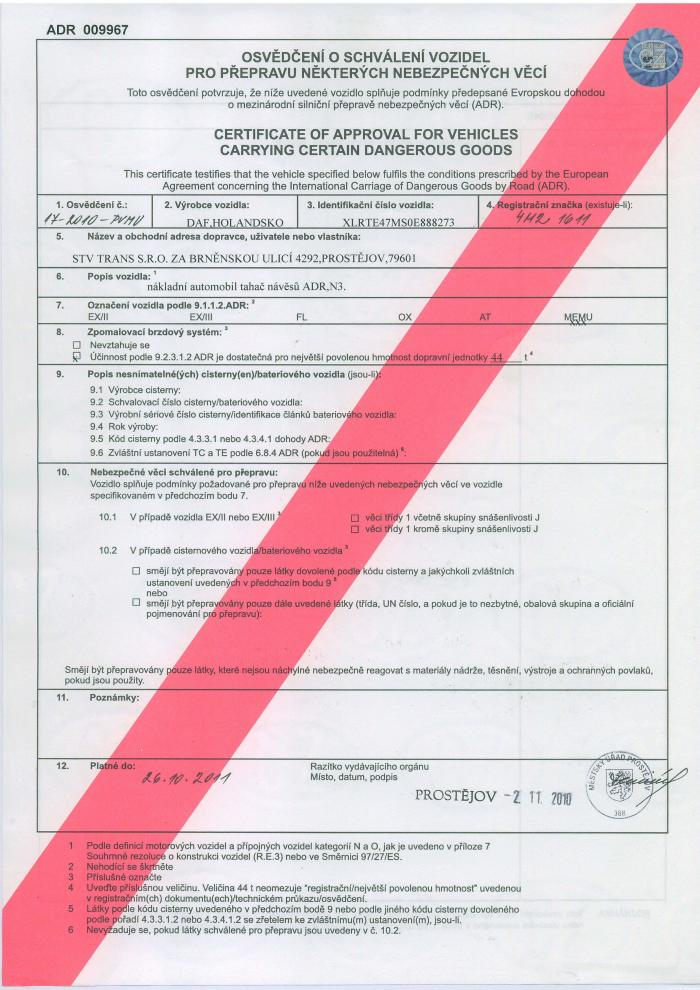 ADR 009967
OSVĚDČENÍ O SCHVÁLENÍ VOZIDEL
PRO PŘEPRAVU NĚKTERÝCH NEBEZPEČNÝCH VĚCÍ
Toto osvědčení potvrzuje, že níže uvedené vozidlo splňuje podmínky předepsané Evropskou dohodou
o mezinárodní silniční přepravě nebezpečných věcí (ADR).
CERTIFICATE OF APPROVAL FOR VEHICLES
CARRYING CERTAIN DANGEROUS GOODS
This certificate testifies that the vehicle specified below fulfils the conditions prescribed by the European
Agreement concerning the International Carriage of Dangerous Goods by Road (ADR).
1. Osvědčení č.: 2. Výrobce vozidla: 3. Identifikační číslo vozidla: 4. Registrační značka (existuje-li):
17-2010-PVMV DAF,HOLANDSKO XLRTE47MS0E888273 4M2 1611
5. Název a obchodní adresa dopravce, uživatele nebo vlastníka:
STV TRANS S.R.O. ZA BRNĚNSKOU ULICÍ 4292,PROSTĚJOV,79601
6. Popis vozidla: 1
nákladní automobil tahač návěsů ADR,N3.
7. Označení vozidla podle 9.1.1.2.ADR: 2
EX/II EX/III FL OX AT MEMU
8. Zpomalovací brzdový systém: 3
Nevztahuje se
Účinnost podle 9.2.3.1.2 ADR je dostatečná pro největší povolenou hmotnost dopravní jednotky 44 t 4
9. Popis nesnímatelné(ých) cisterny(en)/bateriového vozidla (jsou-li):
9.1 Výrobce cisterny:
9.2 Schvalovací číslo cisterny/bateriového vozidla:
9.3 Výrobní sériové číslo cisterny/identifikace článků bateriového vozidla:
9.4 Rok výroby:
9.5 Kód cisterny podle 4.3.3.1 nebo 4.3.4.1 dohody ADR:
9.6 Zvláštní ustanovení TC a TE podle 6.8.4 ADR (pokud jsou použitelná) 6:
10. Nebezpečné věci schválené pro přepravu:
Vozidlo splňuje podmínky požadované pro přepravu níže uvedených nebezpečných věcí ve vozidle
specifikovaném v předchozím bodu 7.
10.1 V případě vozidla EX/II nebo EX/III 3 věci třídy 1 včetně skupiny snášenlivosti J
věci třídy 1 kromě skupiny snášenlivosti J
10.2 V případě cisternového vozidla/bateriového vozidla 3
smějí být přepravovány pouze látky dovolené podle kódu cisterny a jakýchkoli zvláštních
ustanovení uvedených v předchozím bodu 9 5
nebo
smějí být přepravovány pouze dále uvedené látky (třída, UN číslo, a pokud je to nezbytné, obalová skupina a oficiální
pojmenování pro přepravu):
Smějí být přepravovány pouze látky, které nejsou náchylné nebezpečně reagovat s materiály nádrže, těsnění, výstroje a ochranných povlaků,
pokud jsou použity.
11. Poznámky:
12. Platné do: Razítko vydávajícího orgánu
26.10.2011 Místo, datum, podpis
PROSTĚJOV -2. 11. 2010
MĚSTSKÝ ÚŘAD PROSTĚJOV
388
1 Podle definicí motorových vozidel a přípojných vozidel kategorií N a O, jak je uvedeno v příloze 7
Souhrnné rezoluce o konstrukci vozidel (R.E.3) nebo ve Směrnici 97/27/ES.
2 Nehodící se škrtněte
3 Příslušné označte
4 Uveďte příslušnou veličinu. Veličina 44 t neomezuje "registrační/největší povolenou hmotnost" uvedenou
v registračním(ch) dokumentu(ech)/technickém průkazu/osvědčení.
5 Látky podle kódu cisterny uvedeného v předchozím bodě 9 nebo podle jiného kódu cisterny dovoleného
podle pořadí 4.3.3.1.2 nebo 4.3.4.1.2 se zřetelem ke zvláštnímu(m) ustanovení(m), jsou-li.
6 Nevyžaduje se, pokud látky schválené pro přepravu jsou uvedeny v č. 10.2.